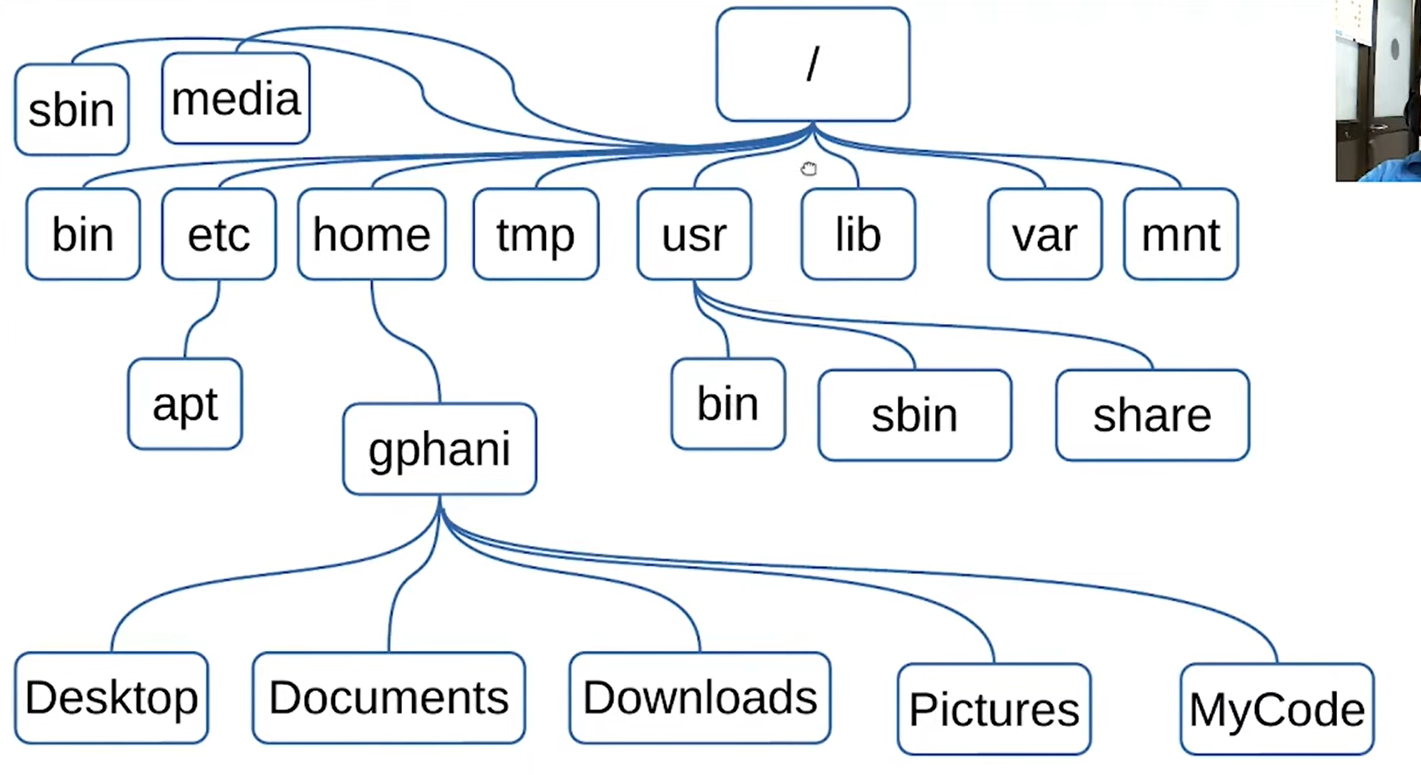 /
sbin
media
bin
etc
home
tmp
usr
lib
var
mnt
apt
gphani
bin
sbin
share
Desktop
Documents
Downloads
Pictures
MyCode